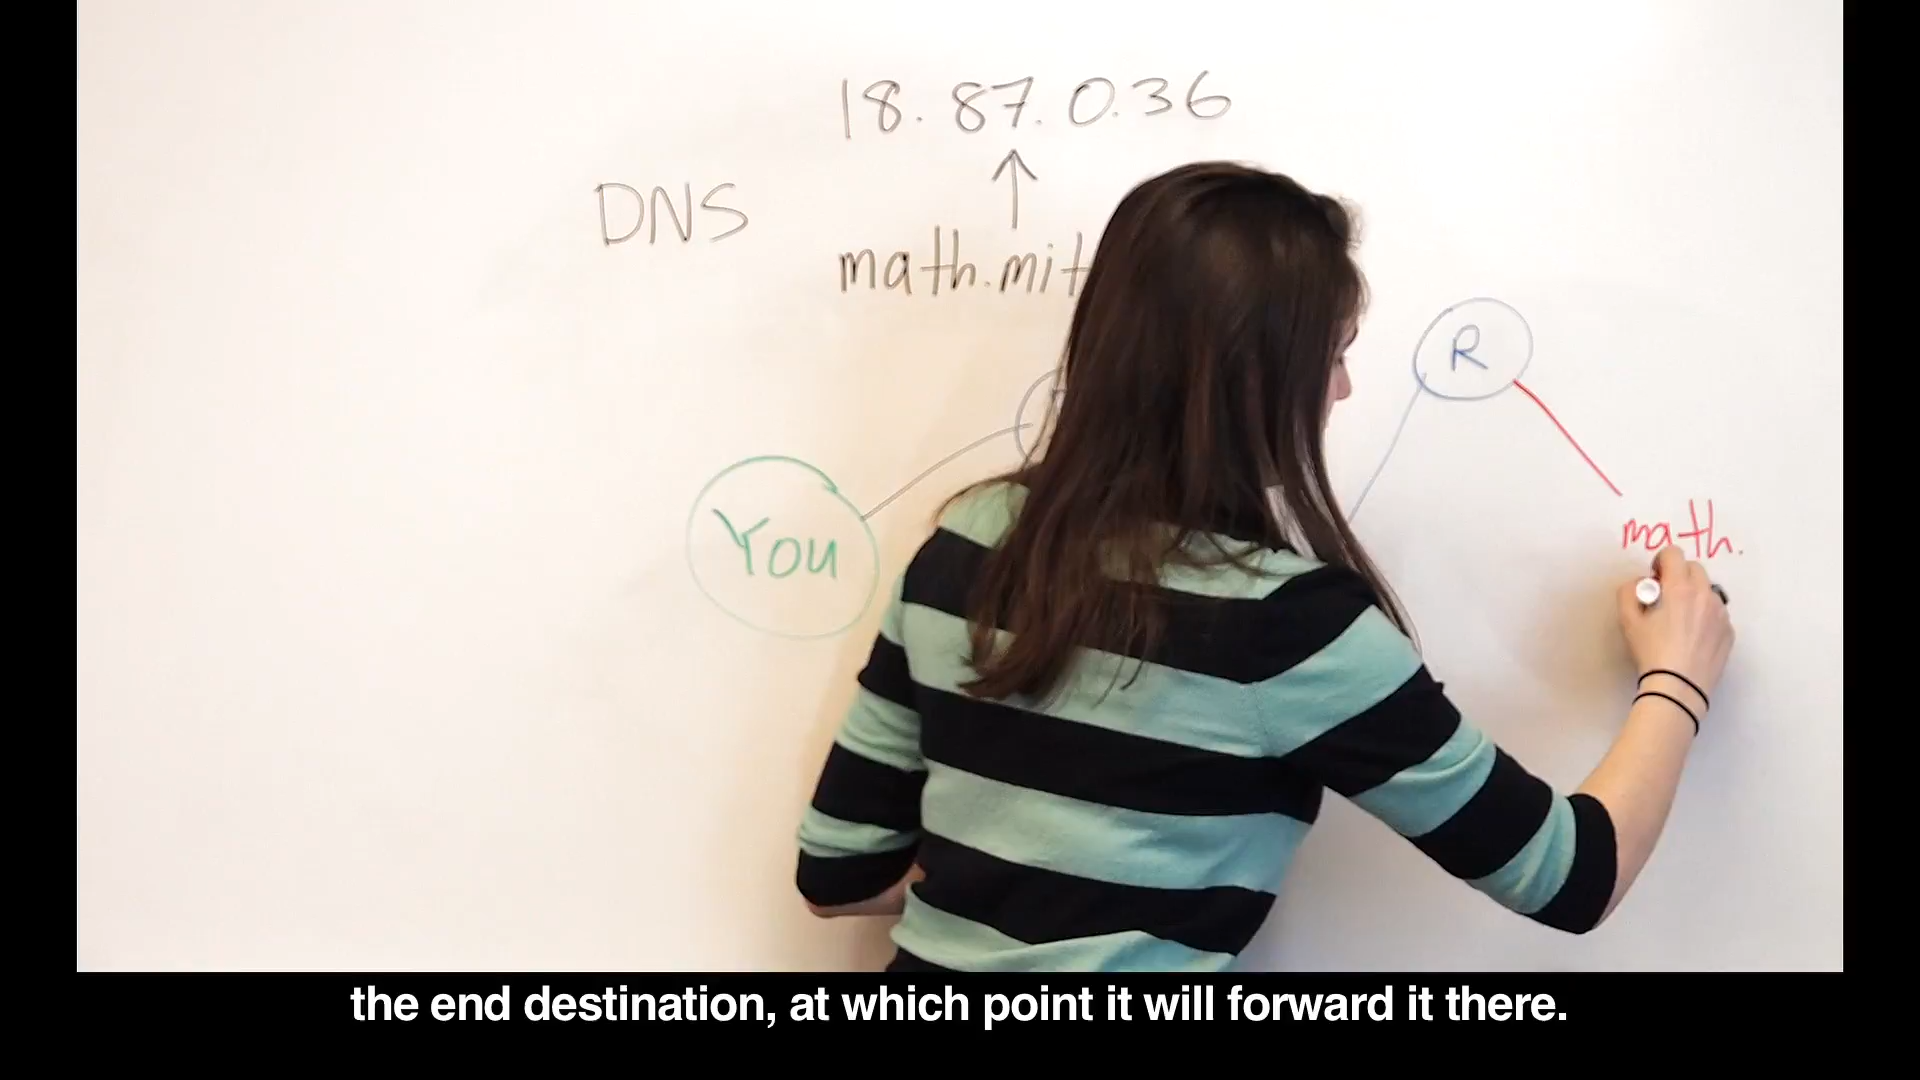 18.87.0.36
DNS
math.mit
R
You
math.
the end destination, at which point it will forward it there.